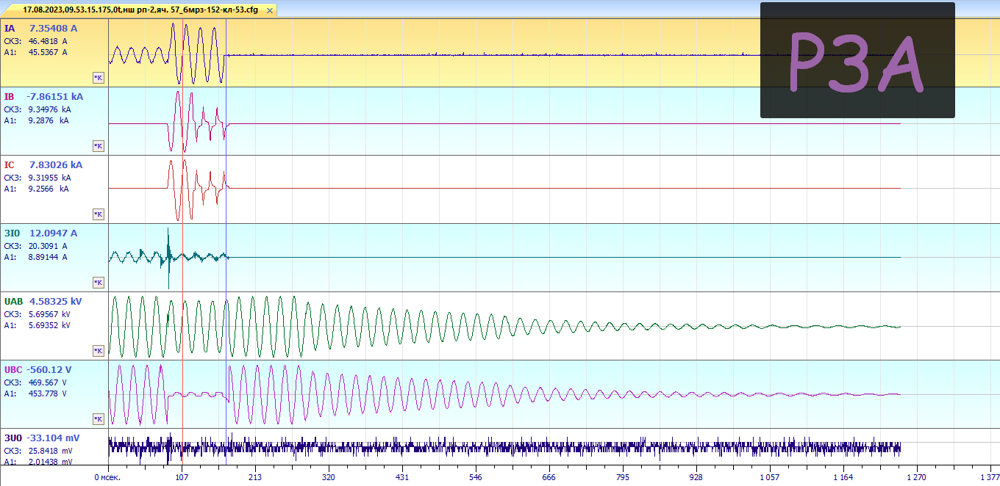 17.08.2023,09.53.15.175,0t,нш рп-2,яч. 57_6мрз-152-кл-53.cfg
РЗА
IA 7.35408 A
СКЗ: 46.4818 A
A1: 45.5367 A
*K
IB -7.86151 kA
СКЗ: 9.34976 kA
A1: 9.2876 kA
*K
IC 7.83026 kA
СКЗ: 9.31955 kA
A1: 9.2566 kA
*K
3I0 12.0947 A
СКЗ: 20.3091 A
A1: 8.89144 A
*K
UAB 4.58325 kV
СКЗ: 5.69567 kV
A1: 5.69352 kV
*K
UBC -560.12 V
СКЗ: 469.567 V
A1: 453.778 V
*K
3U0 -33.104 mV
СКЗ: 25.8418 mV
A1: 2.01438 mV
0 мсек. 107 213 320 431 546 666 795 928 1 057 1 164 1 270 1 377